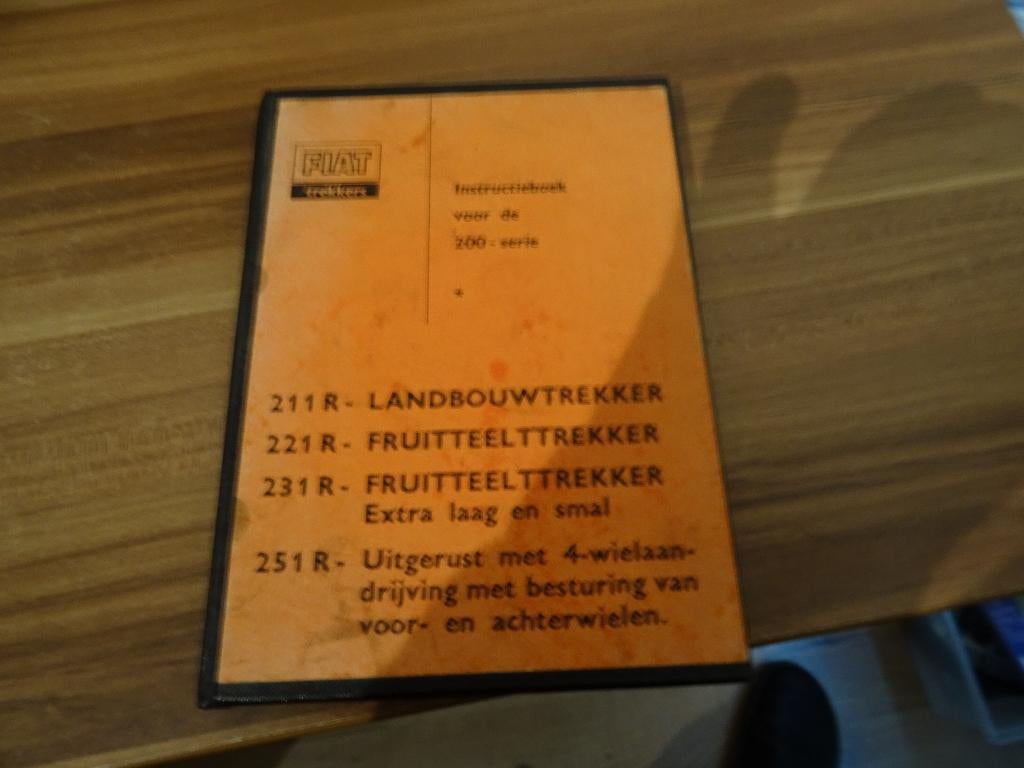 FIAT
trekkers
Instructieboek
voor de
200-serie
*
211 R - LANDBOUWTREKKER
221 R - FRUITTEELTTREKKER
231 R - FRUITTEELTTREKKER
Extra laag en smal
251 R - Uitgerust met 4-wielaan-
drijving met besturing van
voor- en achterwielen.